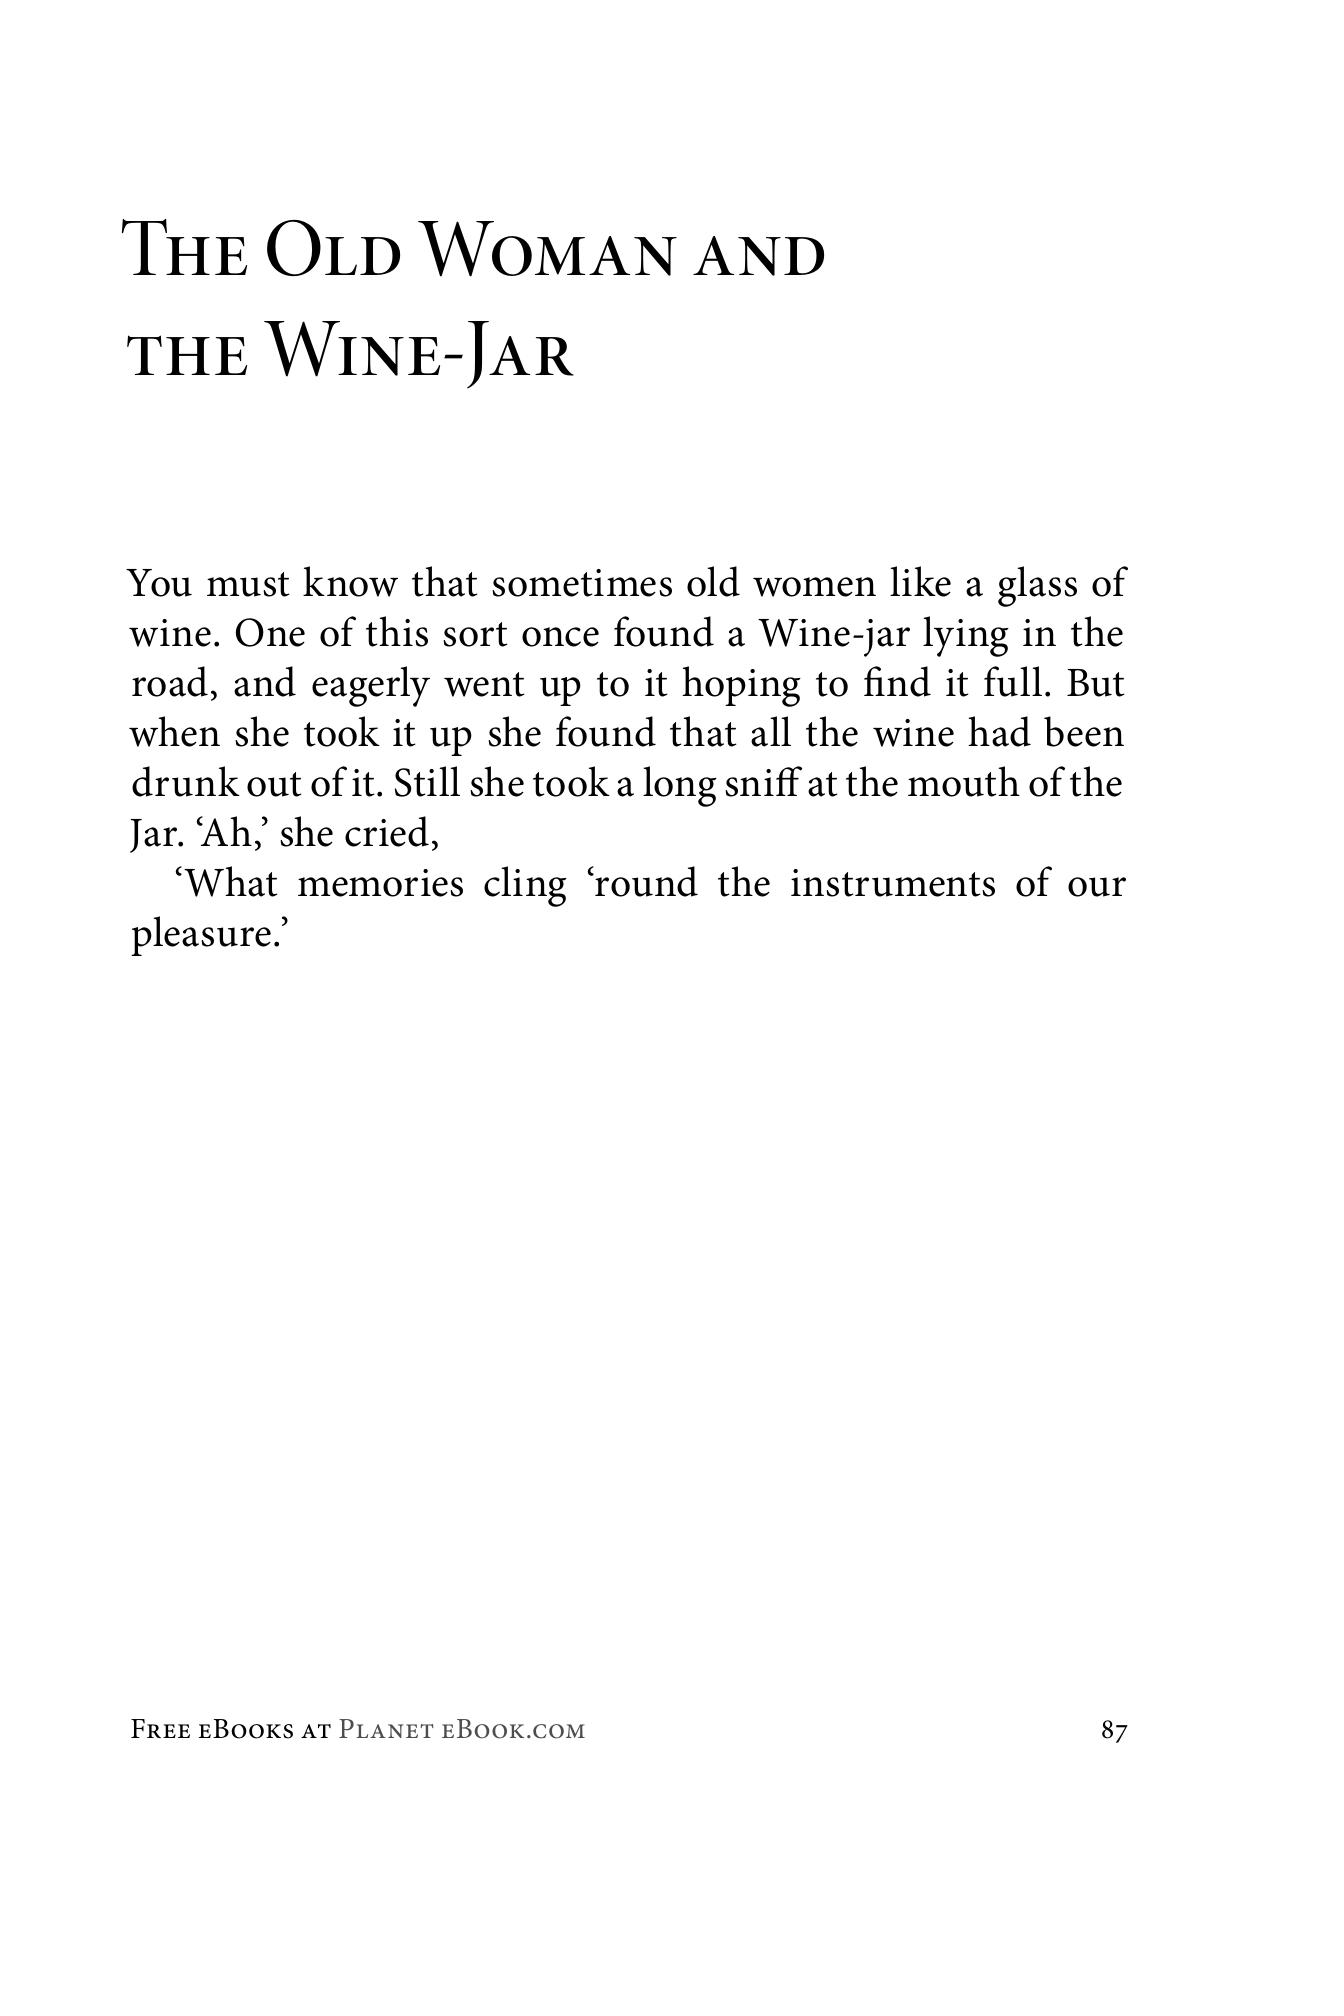 The Old Woman and
the Wine-Jar
You must know that sometimes old women like a glass of
wine. One of this sort once found a Wine-jar lying in the
road, and eagerly went up to it hoping to find it full. But
when she took it up she found that all the wine had been
drunk out of it. Still she took a long sniff at the mouth of the
Jar. ‘Ah,’ she cried,
‘What memories cling ‘round the instruments of our
pleasure.’
Free eBooks at Planet eBook.com 87